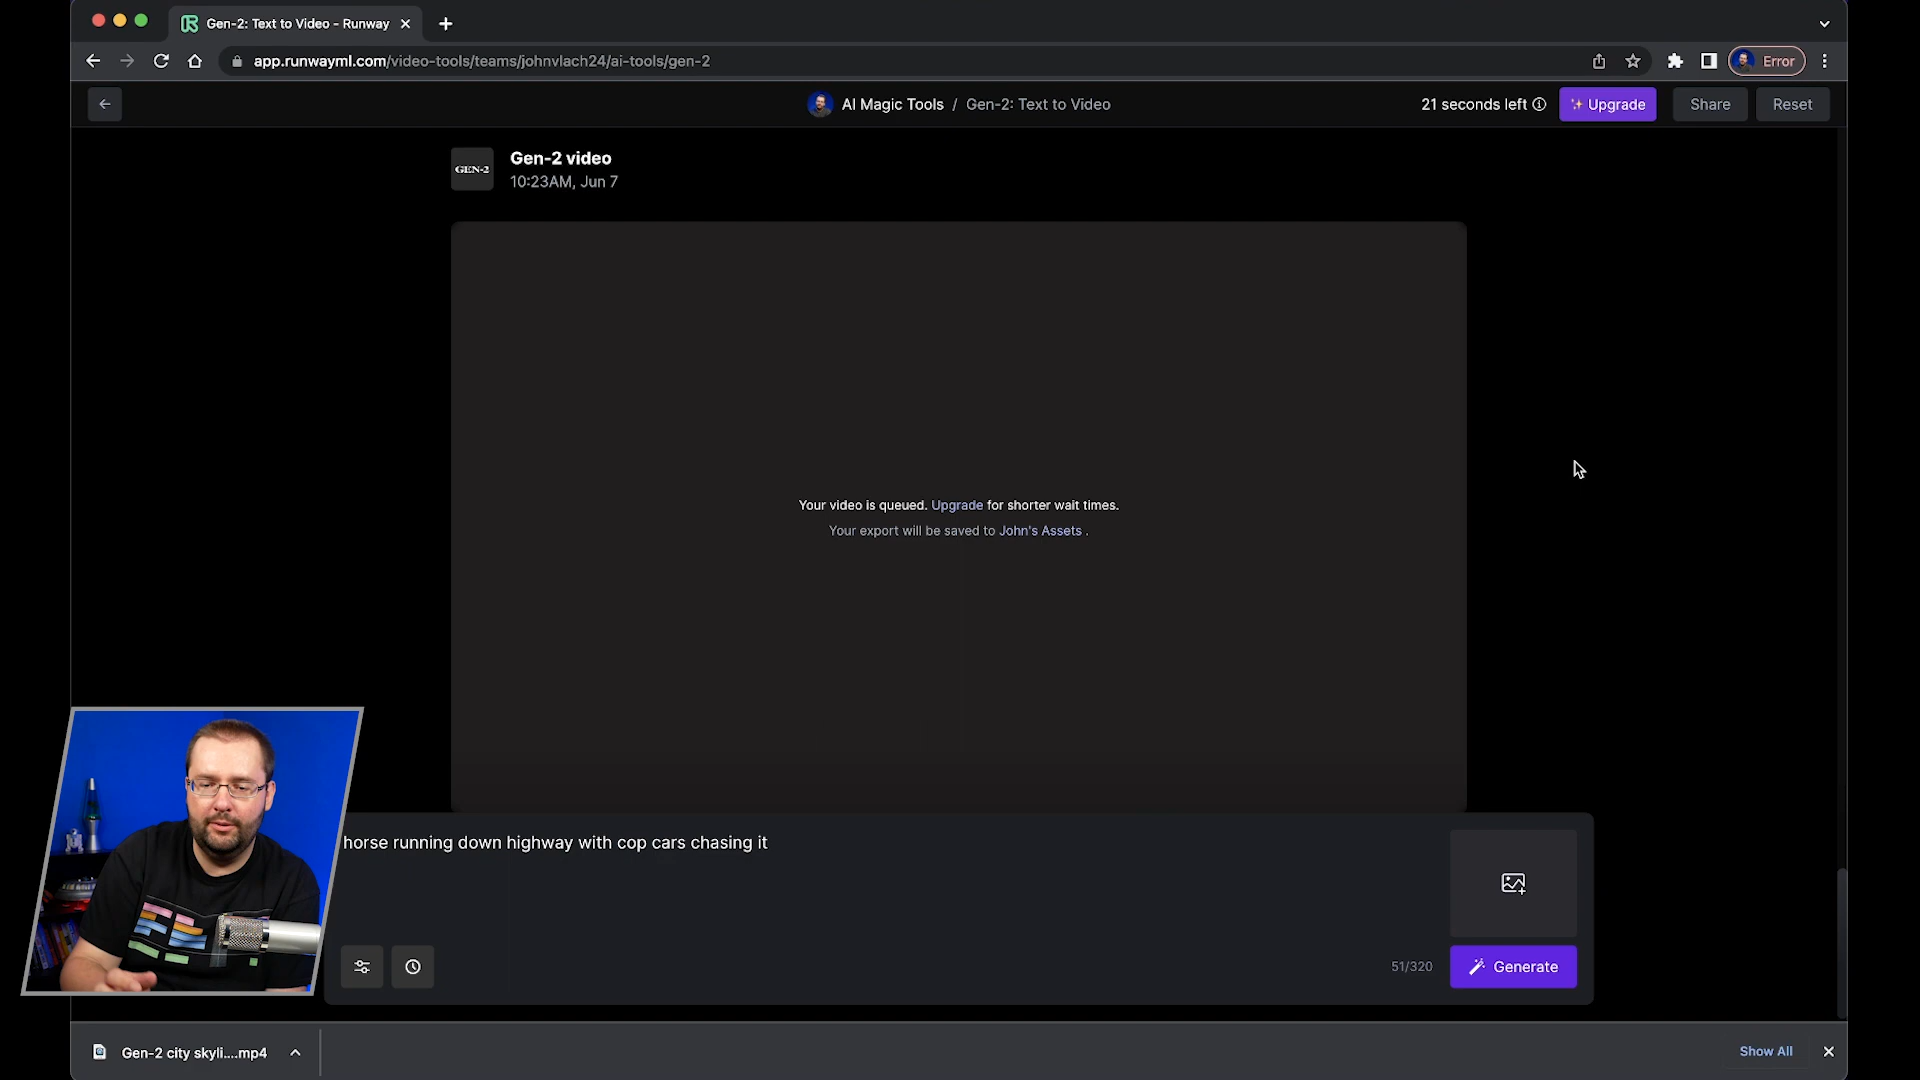 Gen-2: Text to Video - Runway
app.runwayml.com/video-tools/teams/johnvlach24/ai-tools/gen-2
Error
AI Magic Tools / Gen-2: Text to Video
21 seconds left
Upgrade
Share
Reset
GEN-2
Gen-2 video
10:23AM, Jun 7
Your video is queued. Upgrade for shorter wait times.
Your export will be saved to John's Assets .
horse running down highway with cop cars chasing it
51/320
Generate
Gen-2 city skyli....mp4
Show All